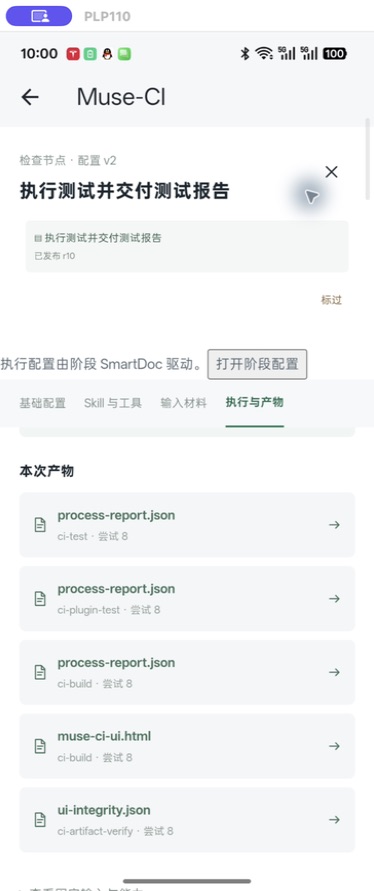 PLP110
10:00
5G 5G 100
Muse-CI
检查节点 · 配置 v2
执行测试并交付测试报告
执行测试并交付测试报告
已发布 r10
标过
执行配置由阶段 SmartDoc 驱动。 打开阶段配置
基础配置 Skill 与工具 输入材料 执行与产物
本次产物
process-report.json
ci-test · 尝试 8
process-report.json
ci-plugin-test · 尝试 8
process-report.json
ci-build · 尝试 8
muse-ci-ui.html
ci-build · 尝试 8
ui-integrity.json
ci-artifact-verify · 尝试 8